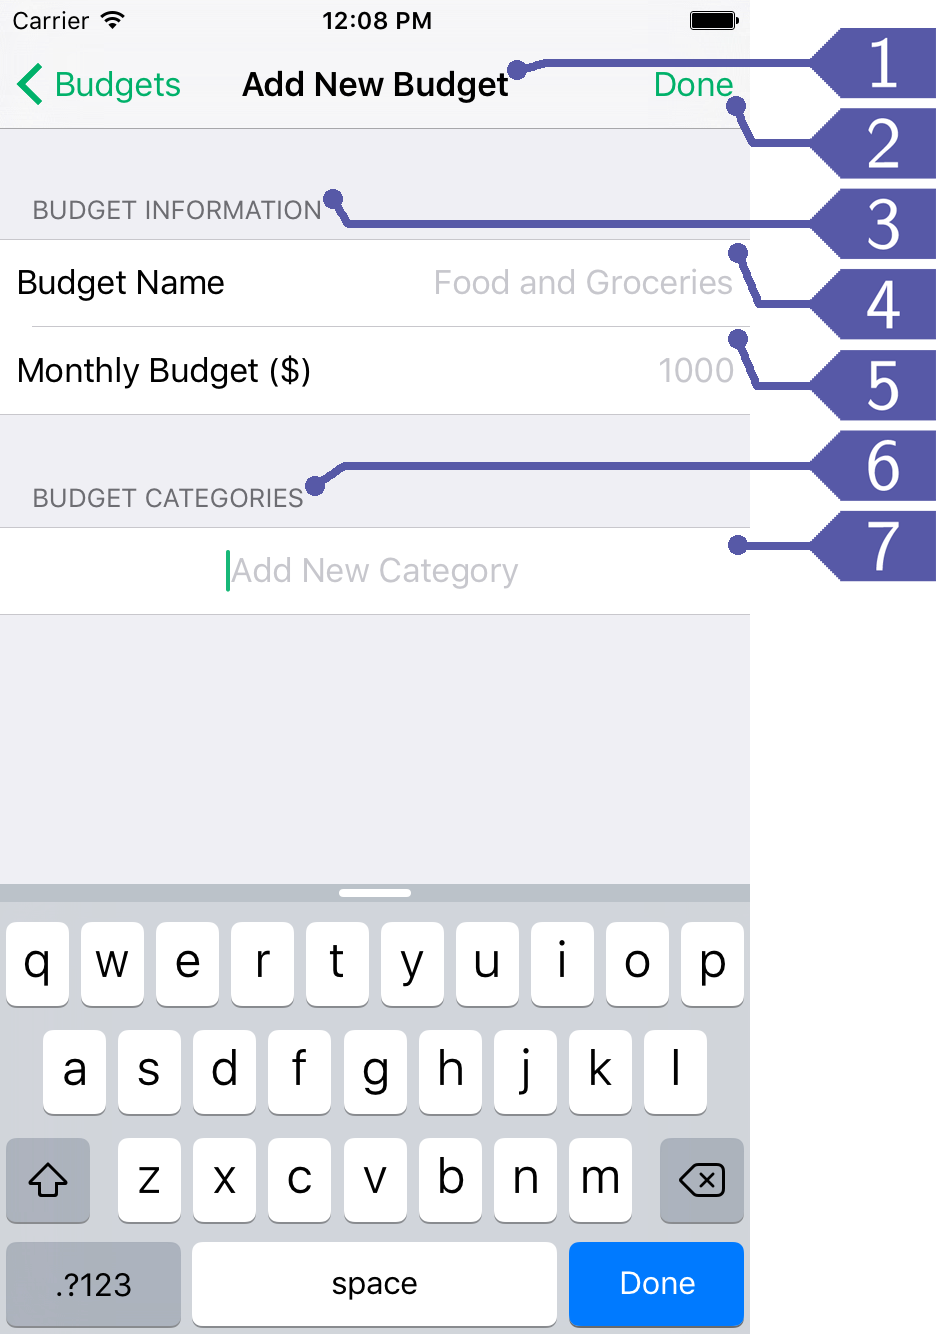 Carrier 12:08 PM
Budgets Add New Budget Done
1
2
BUDGET INFORMATION
3
Budget Name Food and Groceries
4
Monthly Budget ($) 1000
5
6
BUDGET CATEGORIES
7
Add New Category
q w e r t y u i o p
a s d f g h j k l
z x c v b n m
.?123 space Done